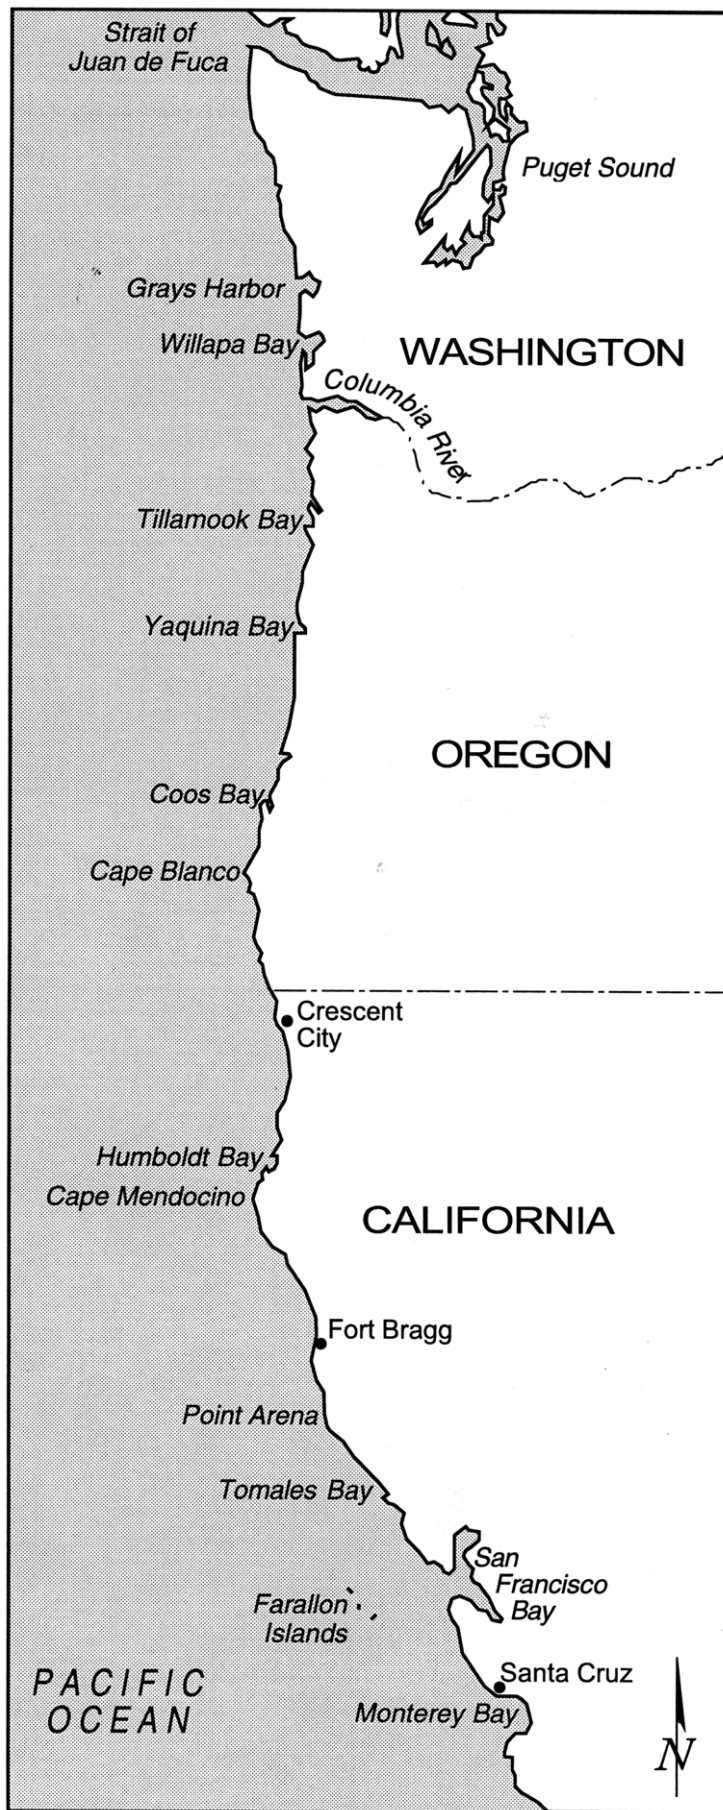 Strait of
Juan de Fuca
Puget Sound
Grays Harbor
Willapa Bay
WASHINGTON
Columbia River
Tillamook Bay
Yaquina Bay
OREGON
Coos Bay
Cape Blanco
Crescent
City
Humboldt Bay
Cape Mendocino
CALIFORNIA
Fort Bragg
Point Arena
Tomales Bay
San
Francisco
Bay
Farallon
Islands
Santa Cruz
PACIFIC
OCEAN
Monterey Bay
N